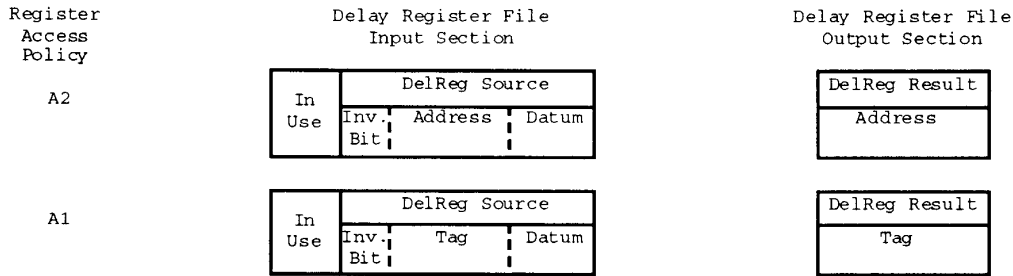 Register Access Policy
Delay Register File Input Section
Delay Register File Output Section
A2
In Use
DelReg Source
Inv. Bit
Address
Datum
DelReg Result
Address
A1
In Use
DelReg Source
Inv. Bit
Tag
Datum
DelReg Result
Tag